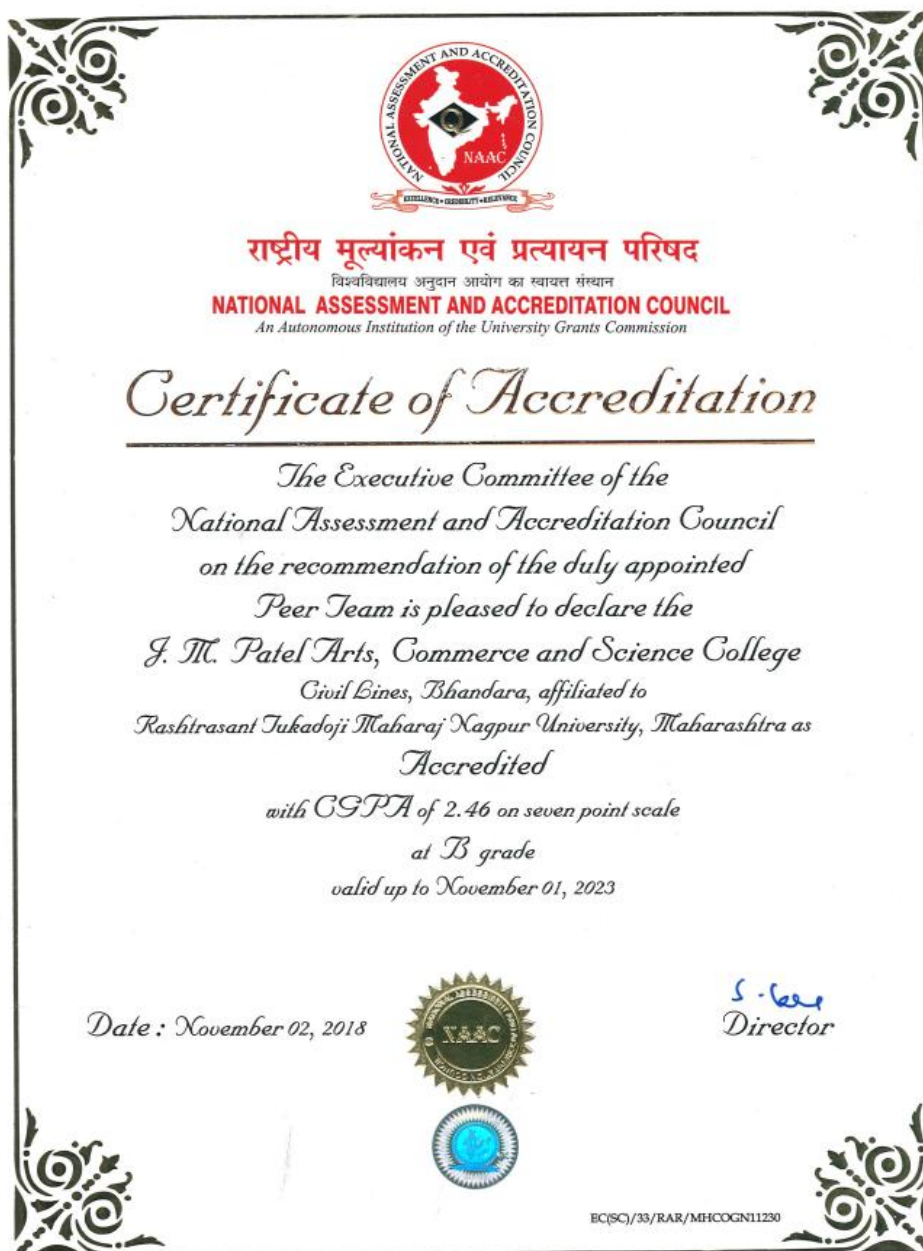 NATIONAL ASSESSMENT AND ACCREDITATION COUNCIL
Q
NAAC
EXCELLENCE • CREDIBILITY • RELEVANCE
राष्ट्रीय मूल्यांकन एवं प्रत्यायन परिषद
विश्वविद्यालय अनुदान आयोग का स्वायत्त संस्थान
NATIONAL ASSESSMENT AND ACCREDITATION COUNCIL
An Autonomous Institution of the University Grants Commission
Certificate of Accreditation
The Executive Committee of the
National Assessment and Accreditation Council
on the recommendation of the duly appointed
Peer Team is pleased to declare the
J. M. Patel Arts, Commerce and Science College
Civil Lines, Bhandara, affiliated to
Rashtrasant Tukadoji Maharaj Nagpur University, Maharashtra as
Accredited
with CGPA of 2.46 on seven point scale
at B grade
valid up to November 01, 2023
Date : November 02, 2018
NAAC
Director
EC(SC)/33/RAR/MHCOGN11230